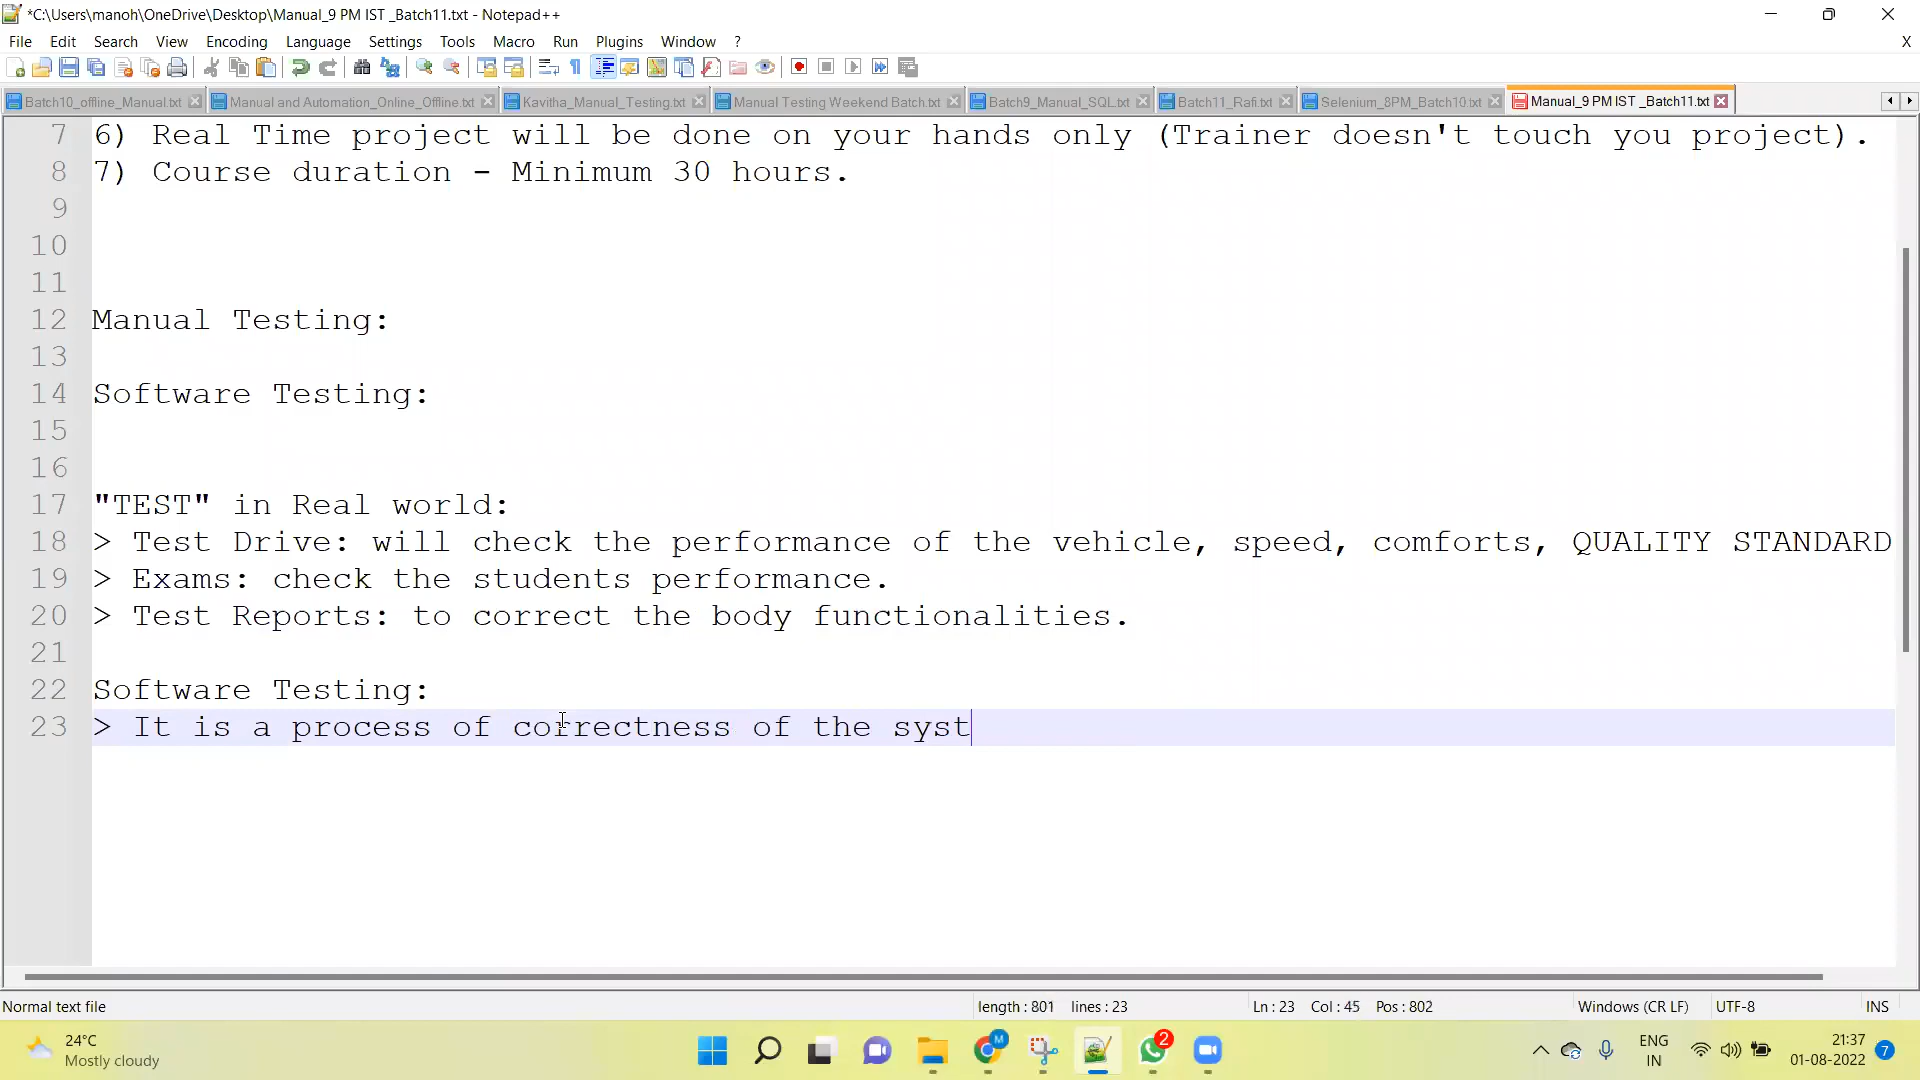 *C:\Users\manoh\OneDrive\Desktop\Manual_9 PM IST _Batch11.txt - Notepad++
File Edit Search View Encoding Language Settings Tools Macro Run Plugins Window ? X
Batch10_offline_Manual.txt Manual and Automation_Online_Offline.txt Kavitha_Manual_Testing.txt Manual Testing Weekend Batch.txt Batch9_Manual_SQL.txt Batch11_Rafi.txt Selenium_8PM_Batch10.txt Manual_9 PM IST _Batch11.txt
7 6) Real Time project will be done on your hands only (Trainer doesn't touch you project).
8 7) Course duration - Minimum 30 hours.
9
10
11
12 Manual Testing:
13
14 Software Testing:
15
16
17 "TEST" in Real world:
18 > Test Drive: will check the performance of the vehicle, speed, comforts, QUALITY STANDARD
19 > Exams: check the students performance.
20 > Test Reports: to correct the body functionalities.
21
22 Software Testing:
23 > It is a process of correctness of the syst
Normal text file length : 801 lines : 23 Ln : 23 Col : 45 Pos : 802 Windows (CR LF) UTF-8 INS
24°C
Mostly cloudy
M
2
ENG
IN
21:37
01-08-2022
7